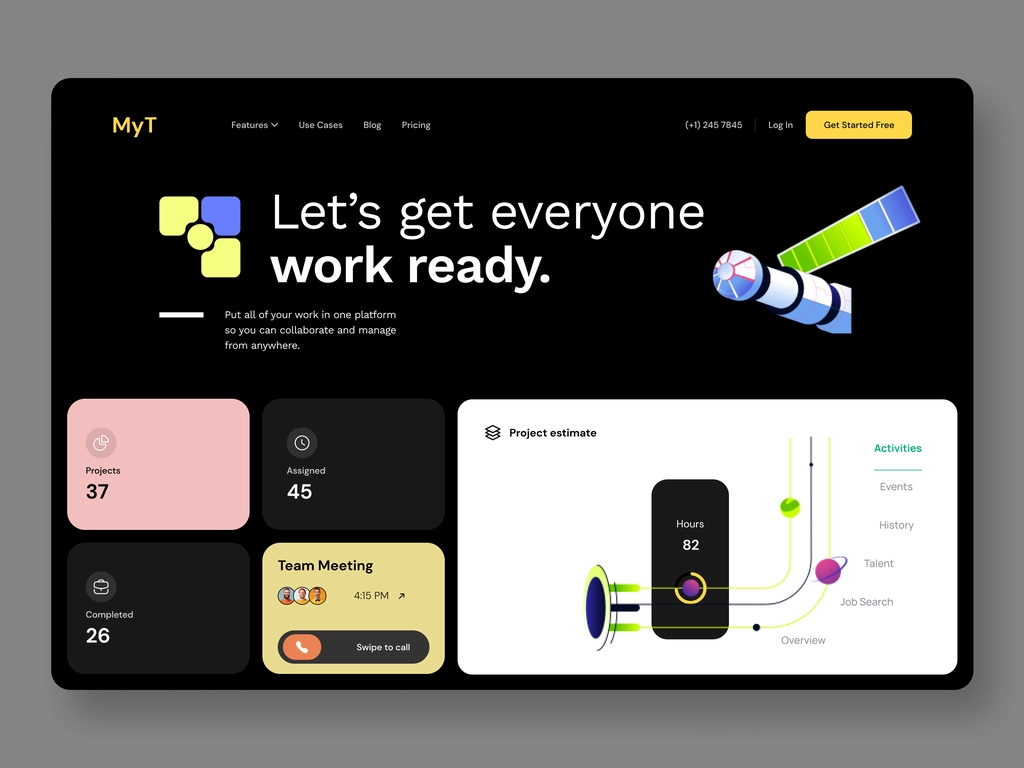 MyT
Features
Use Cases
Blog
Pricing
(+1) 245 7845
Log In
Get Started Free
Let’s get everyone
work ready.
Put all of your work in one platform
so you can collaborate and manage
from anywhere.
Projects
37
Assigned
45
Completed
26
Team Meeting
4:15 PM
Swipe to call
Project estimate
Hours
82
Activities
Events
History
Talent
Job Search
Overview